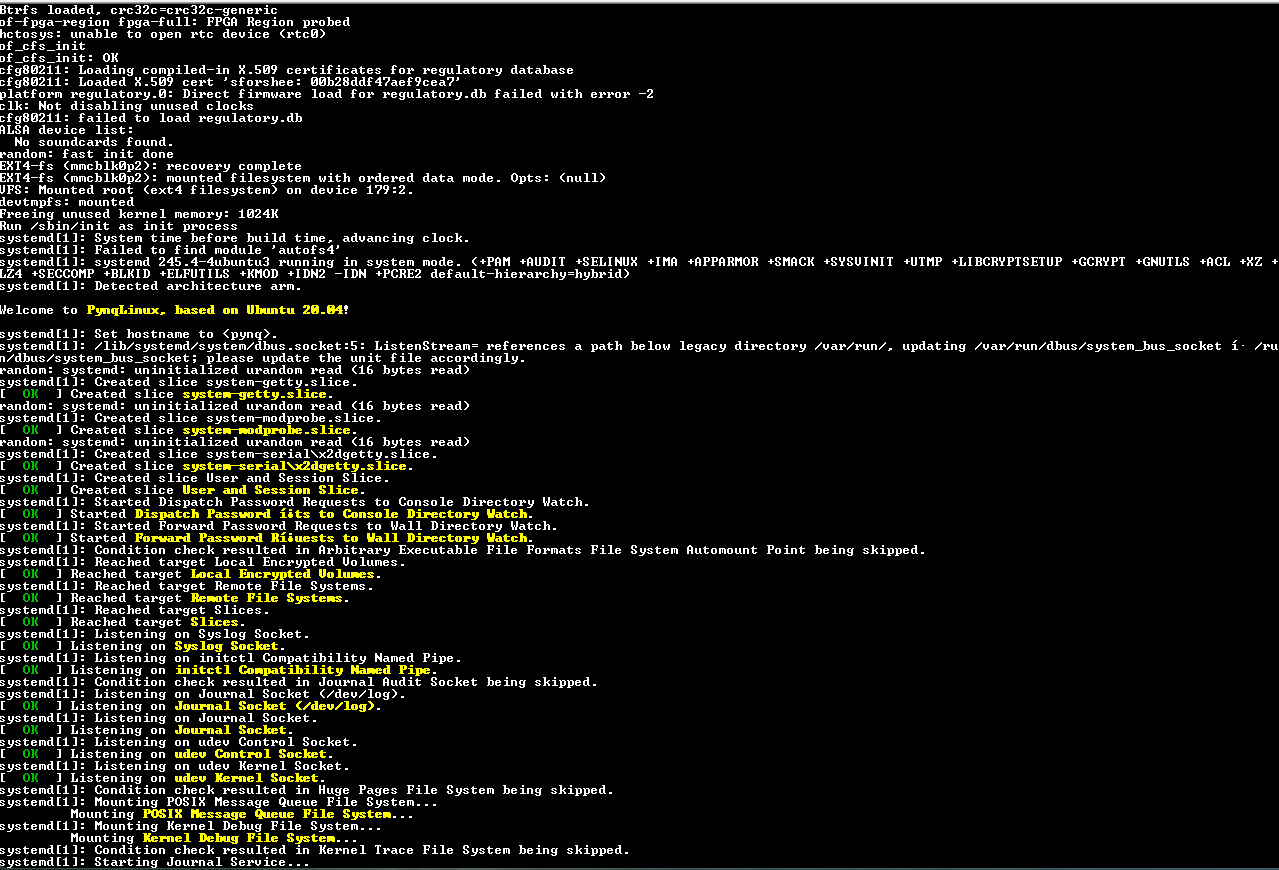 Btrfs loaded, crc32c=crc32c-generic
of-fpga-region fpga-full: FPGA Region probed
hctosys: unable to open rtc device (rtc0)
of_cfs_init
of_cfs_init: OK
cfg80211: Loading compiled-in X.509 certificates for regulatory database
cfg80211: Loaded X.509 cert 'sforshee: 00b28ddf47aef9cea7'
platform regulatory.0: Direct firmware load for regulatory.db failed with error -2
clk: Not disabling unused clocks
cfg80211: failed to load regulatory.db
ALSA device list:
  No soundcards found.
random: fast init done
EXT4-fs (mmcblk0p2): recovery complete
EXT4-fs (mmcblk0p2): mounted filesystem with ordered data mode. Opts: (null)
VFS: Mounted root (ext4 filesystem) on device 179:2.
devtmpfs: mounted
Freeing unused kernel memory: 1024K
Run /sbin/init as init process
systemd[1]: System time before build time, advancing clock.
systemd[1]: Failed to find module 'autofs4'
systemd[1]: systemd 245.4-4ubuntu3 running in system mode. (+PAM +AUDIT +SELINUX +IMA +APPARMOR +SMACK +SYSVINIT +UTMP +LIBCRYPTSETUP +GCRYPT +GNUTLS +ACL +XZ +
LZ4 +SECCOMP +BLKID +ELFUTILS +KMOD +IDN2 -IDN +PCRE2 default-hierarchy=hybrid)
systemd[1]: Detected architecture arm.
Welcome to PynqLinux, based on Ubuntu 20.04!
systemd[1]: Set hostname to <pynq>.
systemd[1]: /lib/systemd/system/dbus.socket:5: ListenStream= references a path below legacy directory /var/run/, updating /var/run/dbus/system_bus_socket í· /ru
n/dbus/system_bus_socket; please update the unit file accordingly.
random: systemd: uninitialized urandom read (16 bytes read)
systemd[1]: Created slice system-getty.slice.
[  OK  ] Created slice system-getty.slice.
random: systemd: uninitialized urandom read (16 bytes read)
systemd[1]: Created slice system-modprobe.slice.
[  OK  ] Created slice system-modprobe.slice.
random: systemd: uninitialized urandom read (16 bytes read)
systemd[1]: Created slice system-serial\x2dgetty.slice.
[  OK  ] Created slice system-serial\x2dgetty.slice.
systemd[1]: Created slice User and Session Slice.
[  OK  ] Created slice User and Session Slice.
systemd[1]: Started Dispatch Password Requests to Console Directory Watch.
[  OK  ] Started Dispatch Password to Console Directory Watch.
systemd[1]: Started Forward Password Requests to Wall Directory Watch.
[  OK  ] Started Forward Password to Wall Directory Watch.
systemd[1]: Condition check resulted in Arbitrary Executable File Formats File System Automount Point being skipped.
systemd[1]: Reached target Local Encrypted Volumes.
[  OK  ] Reached target Local Encrypted Volumes.
systemd[1]: Reached target Remote File Systems.
[  OK  ] Reached target Remote File Systems.
systemd[1]: Reached target Slices.
[  OK  ] Reached target Slices.
systemd[1]: Listening on Syslog Socket.
[  OK  ] Listening on Syslog Socket.
systemd[1]: Listening on initctl Compatibility Named Pipe.
[  OK  ] Listening on initctl Compatibility Named Pipe.
systemd[1]: Condition check resulted in Journal Audit Socket being skipped.
systemd[1]: Listening on Journal Socket (/dev/log).
[  OK  ] Listening on Journal Socket (/dev/log).
systemd[1]: Listening on Journal Socket.
[  OK  ] Listening on Journal Socket.
systemd[1]: Listening on udev Control Socket.
[  OK  ] Listening on udev Control Socket.
systemd[1]: Listening on udev Kernel Socket.
[  OK  ] Listening on udev Kernel Socket.
systemd[1]: Condition check resulted in Huge Pages File System being skipped.
systemd[1]: Mounting POSIX Message Queue File System...
         Mounting POSIX Message Queue File System...
systemd[1]: Mounting Kernel Debug File System...
         Mounting Kernel Debug File System...
systemd[1]: Condition check resulted in Kernel Trace File System being skipped.
systemd[1]: Starting Journal Service...